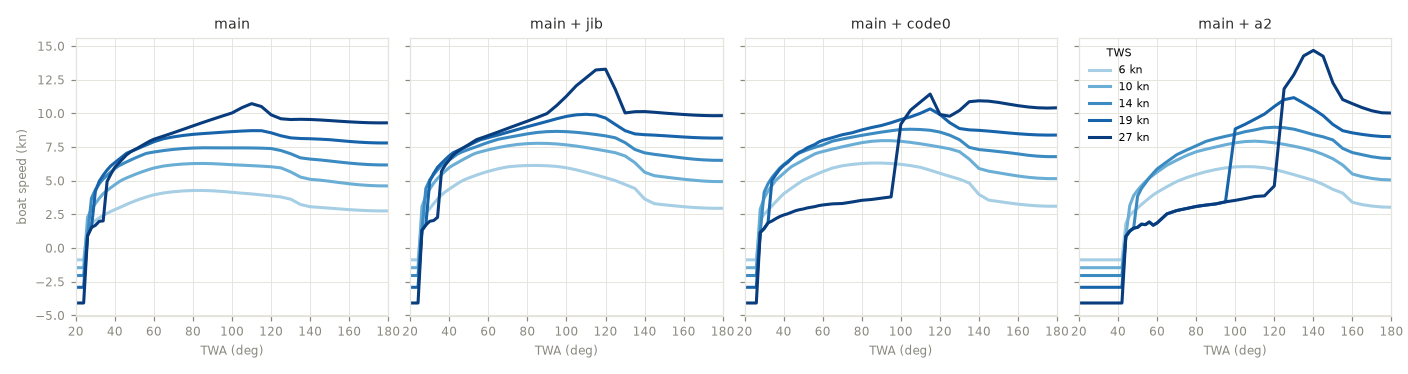 main
main + jib
main + code0
main + a2
boat speed (kn)
15.0
12.5
10.0
7.5
5.0
2.5
0.0
−2.5
−5.0
TWS
6 kn
10 kn
14 kn
19 kn
27 kn
20 40 60 80 100 120 140 160 180
20 40 60 80 100 120 140 160 180
20 40 60 80 100 120 140 160 180
20 40 60 80 100 120 140 160 180
TWA (deg)
TWA (deg)
TWA (deg)
TWA (deg)